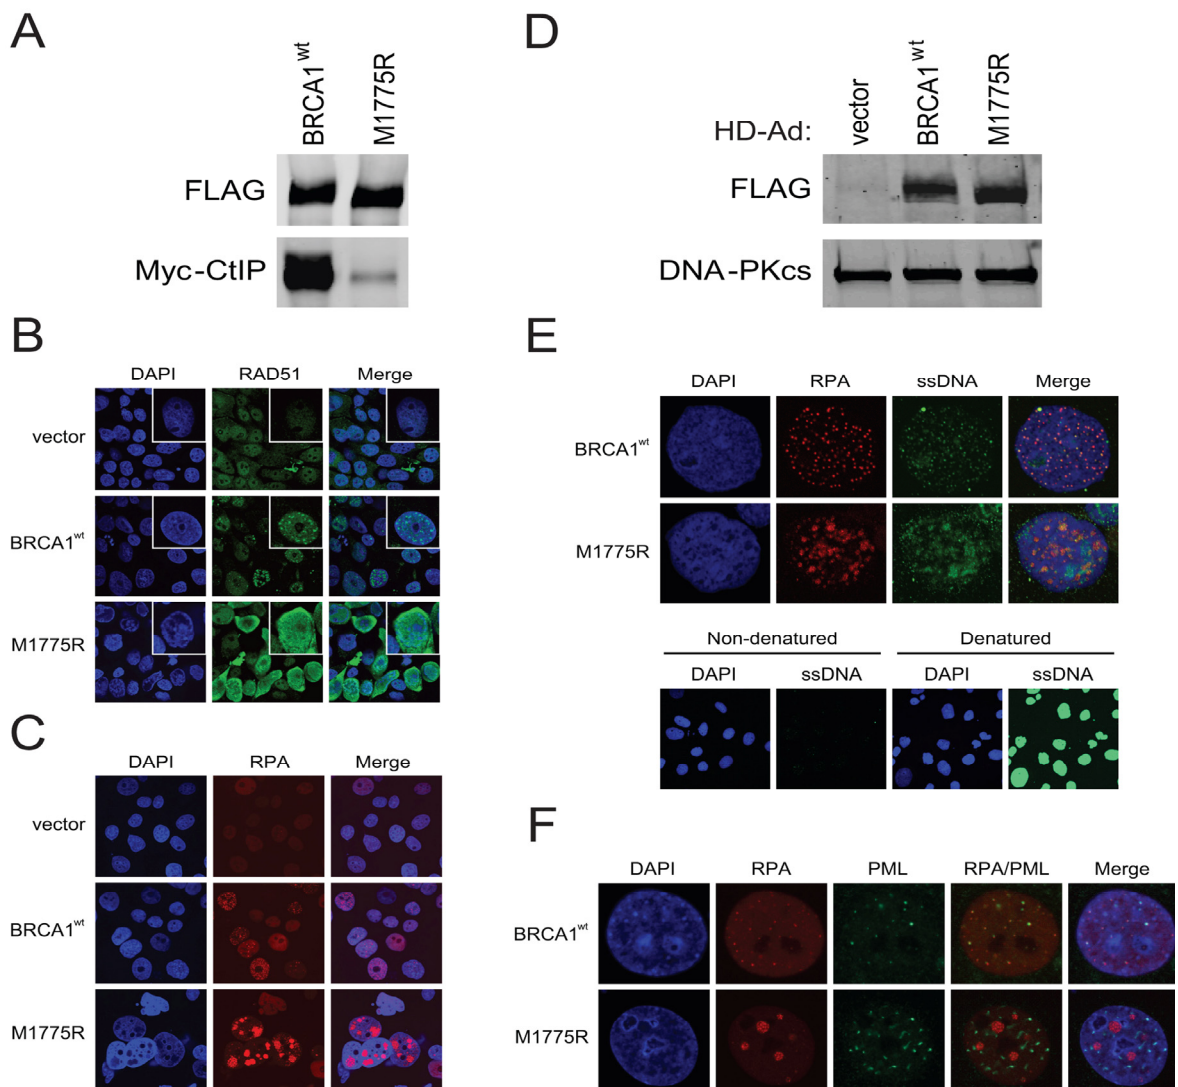 A
BRCA1wt
M1775R
FLAG
Myc-CtIP
B
DAPI RAD51 Merge
vector
BRCA1wt
M1775R
C
DAPI RPA Merge
vector
BRCA1wt
M1775R
D
HD-Ad: vector BRCA1wt M1775R
FLAG
DNA-PKcs
E
DAPI RPA ssDNA Merge
BRCA1wt
M1775R
Non-denatured Denatured
DAPI ssDNA DAPI ssDNA
F
DAPI RPA PML RPA/PML Merge
BRCA1wt
M1775R